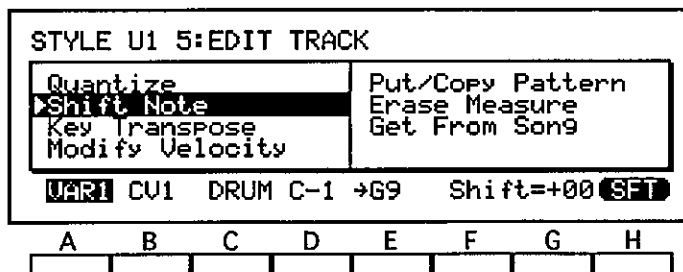 STYLE U1 5:EDIT TRACK
Quantize
Shift Note
Key Transpose
Modify Velocity
Put/Copy Pattern
Erase Measure
Get From Song
VAR1 CV1 DRUM C-1 →G9 Shift=+00 SFT
A B C D E F G H